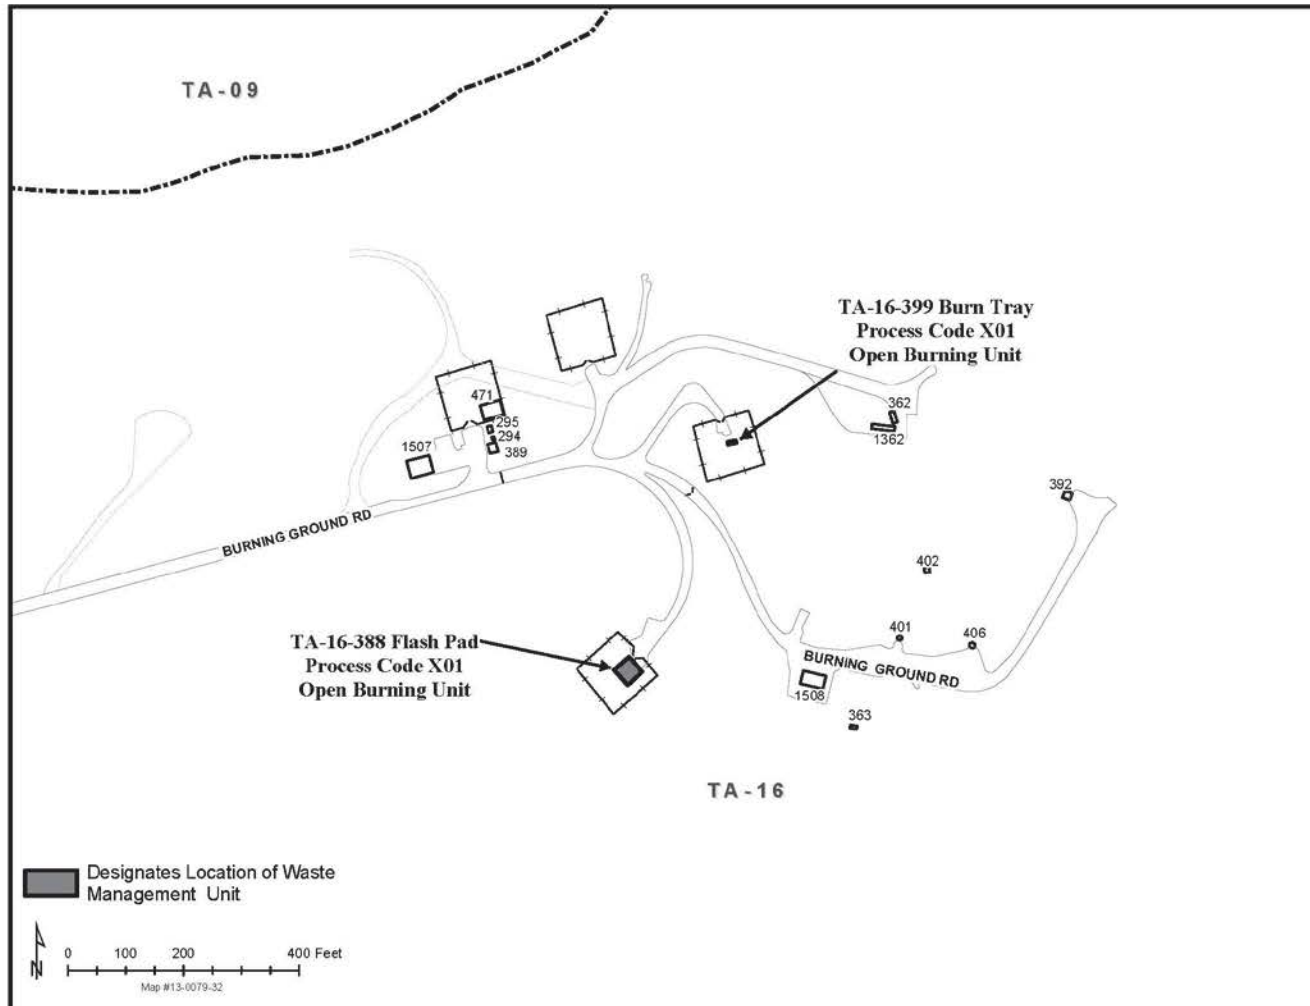 TA-09
TA-16-399 Burn Tray
Process Code X01
Open Burning Unit
471
295
294
389
1507
362
1362
392
BURNING GROUND RD
402
401
406
TA-16-388 Flash Pad
Process Code X01
Open Burning Unit
BURNING GROUND RD
1508
363
TA-16
Designates Location of Waste
Management Unit
N
0 100 200 400 Feet
Map #13-0079-32